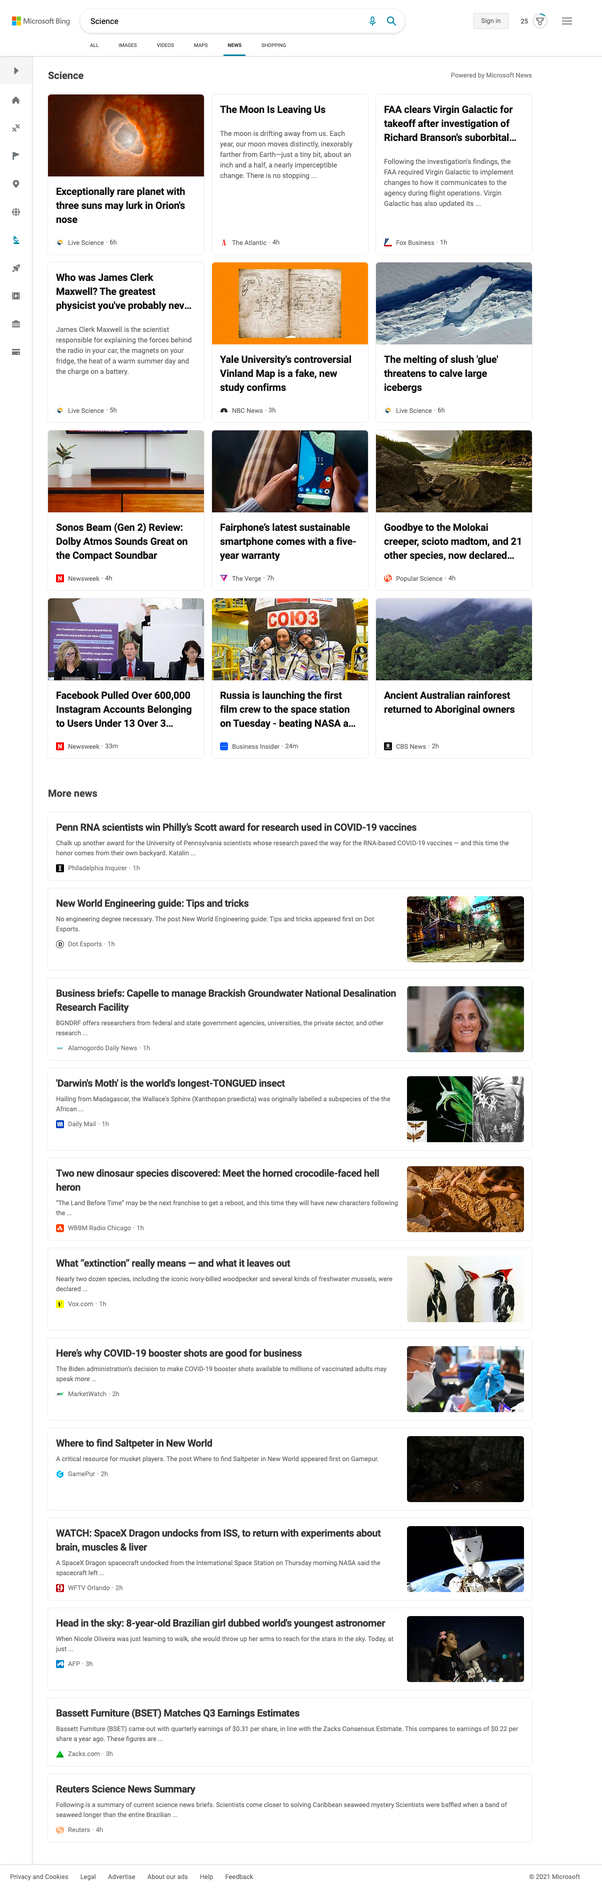 Microsoft Bing
Science
Sign in
25
ALL IMAGES VIDEOS MAPS NEWS SHOPPING
Science
Powered by Microsoft News
Exceptionally rare planet with
three suns may lurk in Orion's
nose
Live Science · 6h
The Moon Is Leaving Us
The moon is drifting away from us. Each
year, our moon moves distinctly, inexorably
farther from Earth—just a tiny bit, about an
inch and a half, a nearly imperceptible
change. There is no stopping ...
The Atlantic · 4h
FAA clears Virgin Galactic for
takeoff after investigation of
Richard Branson's suborbital...
Following the investigation's findings, the
FAA required Virgin Galactic to implement
changes to how it communicates to the
agency during flight operations. Virgin
Galactic has also updated its ...
Fox Business · 1h
Who was James Clerk
Maxwell? The greatest
physicist you've probably nev...
James Clerk Maxwell is the scientist
responsible for explaining the forces behind
the radio in your car, the magnets on your
fridge, the heat of a warm summer day and
the charge on a battery.
Live Science · 5h
Yale University's controversial
Vinland Map is a fake, new
study confirms
NBC News · 3h
The melting of slush 'glue'
threatens to calve large
icebergs
Live Science · 6h
Sonos Beam (Gen 2) Review:
Dolby Atmos Sounds Great on
the Compact Soundbar
Newsweek · 4h
Fairphone's latest sustainable
smartphone comes with a five-
year warranty
The Verge · 7h
Goodbye to the Molokai
creeper, scioto madtom, and 21
other species, now declared...
Popular Science · 4h
Facebook Pulled Over 600,000
Instagram Accounts Belonging
to Users Under 13 Over 3...
Newsweek · 33m
СОЮЗ
Russia is launching the first
film crew to the space station
on Tuesday - beating NASA a...
Business Insider · 24m
Ancient Australian rainforest
returned to Aboriginal owners
CBS News · 2h
More news
Penn RNA scientists win Philly's Scott award for research used in COVID-19 vaccines
Chalk up another award for the University of Pennsylvania scientists whose research paved the way for the RNA-based COVID-19 vaccines — and this time the
honor comes from their own backyard. Katalin ...
Philadelphia Inquirer · 1h
New World Engineering guide: Tips and tricks
No engineering degree necessary. The post New World Engineering guide: Tips and tricks appeared first on Dot
Esports.
Dot Esports · 1h
Business briefs: Capelle to manage Brackish Groundwater National Desalination
Research Facility
BGNDRF offers researchers from federal and state government agencies, universities, the private sector, and other
research ...
Alamogordo Daily News · 1h
'Darwin's Moth' is the world's longest-TONGUED insect
Hailing from Madagascar, the Wallace's Sphinx (Xanthopan praedicta) was originally labelled a subspecies of the the
African ...
Daily Mail · 1h
Two new dinosaur species discovered: Meet the horned crocodile-faced hell
heron
"The Land Before Time" may be the next franchise to get a reboot, and this time they will have new characters following
the ...
WBBM Radio Chicago · 1h
What “extinction” really means — and what it leaves out
Nearly two dozen species, including the iconic ivory-billed woodpecker and several kinds of freshwater mussels, were
declared ...
Vox.com · 1h
Here's why COVID-19 booster shots are good for business
The Biden administration's decision to make COVID-19 booster shots available to millions of vaccinated adults may
speak more ...
MarketWatch · 2h
Where to find Saltpeter in New World
A critical resource for musket players. The post Where to find Saltpeter in New World appeared first on Gamepur.
GamePur · 2h
WATCH: SpaceX Dragon undocks from ISS, to return with experiments about
brain, muscles & liver
A SpaceX Dragon spacecraft undocked from the International Space Station on Thursday morning.NASA said the
spacecraft left ...
WFTV Orlando · 2h
Head in the sky: 8-year-old Brazilian girl dubbed world's youngest astronomer
When Nicole Oliveira was just learning to walk, she would throw up her arms to reach for the stars in the sky. Today, at
just ...
AFP · 3h
Bassett Furniture (BSET) Matches Q3 Earnings Estimates
Bassett Furniture (BSET) came out with quarterly earnings of $0.31 per share, in line with the Zacks Consensus Estimate. This compares to earnings of $0.22 per
share a year ago. These figures are ...
Zacks.com · 3h
Reuters Science News Summary
Following is a summary of current science news briefs. Scientists come closer to solving Caribbean seaweed mystery Scientists were baffled when a band of
seaweed longer than the entire Brazilian ...
Reuters · 4h
Privacy and Cookies Legal Advertise About our ads Help Feedback
© 2021 Microsoft